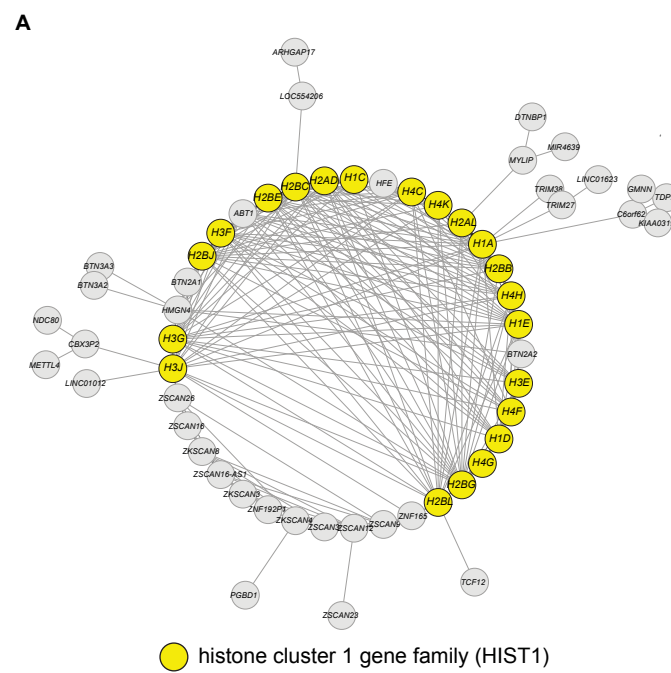 A
ARHGAP17
LOC554206
DTNBP1
MIR4639
MYLIP
LINC01623
TRIM38
TRIM27
GMNN
TDP
C6orf62
KIAA0319
H1C
HFE
H2AD
H2BC
H2BE
H4C
H4K
H2AL
H1A
ABT1
H3F
H2BJ
H2BB
H4H
H1E
BTN3A3
BTN3A2
BTN2A1
HMGN4
NDC80
CBX3P2
METTL4
LINC01012
H3G
H3J
BTN2A2
H3E
H4F
H1D
H4G
H2BG
H2BL
ZSCAN26
ZSCAN16
ZKSCAN8
ZSCAN16-AS1
ZKSCAN3
ZNF192P1
ZKSCAN4
ZSCAN12
ZSCAN9
ZNF165
PGBD1
ZSCAN23
TCF12
histone cluster 1 gene family (HIST1)